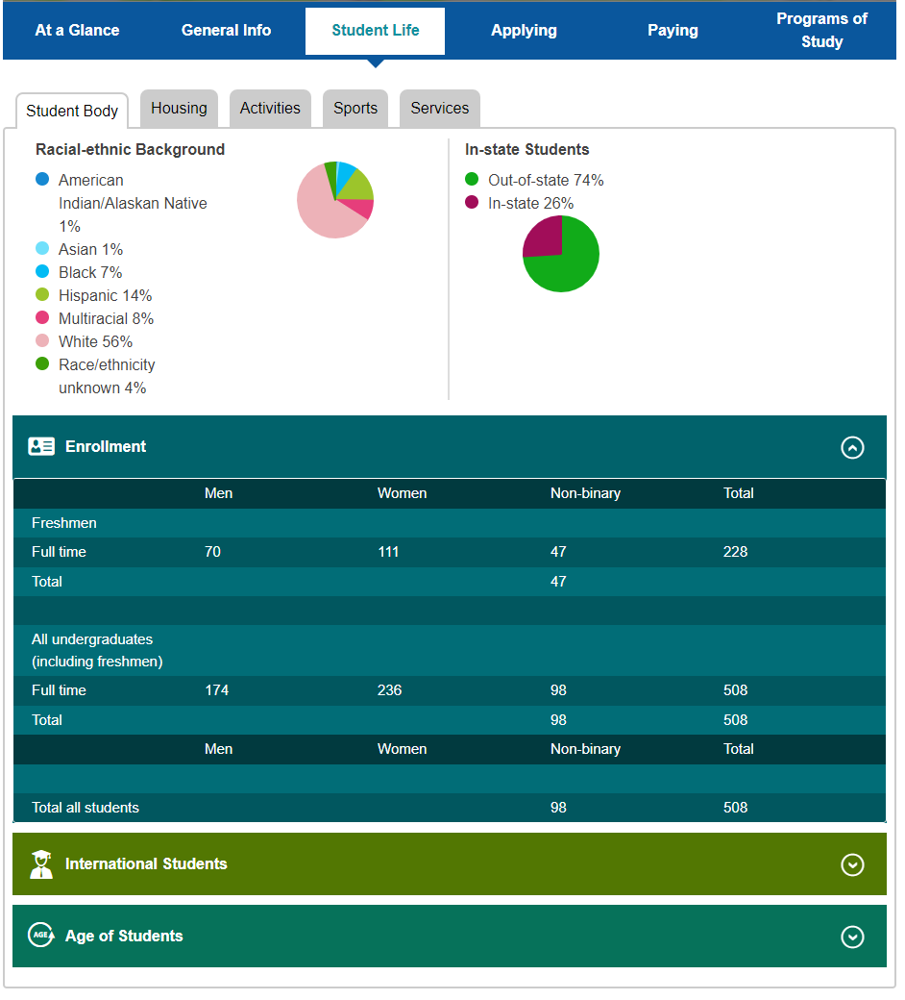 At a Glance
General Info
Student Life
Applying
Paying
Programs of
Study
Student Body
Housing
Activities
Sports
Services
Racial-ethnic Background
American
Indian/Alaskan Native
1%
Asian 1%
Black 7%
Hispanic 14%
Multiracial 8%
White 56%
Race/ethnicity
unknown 4%
In-state Students
Out-of-state 74%
In-state 26%
Enrollment
Men Women Non-binary Total
Freshmen
Full time 70 111 47 228
Total 47
All undergraduates
(including freshmen)
Full time 174 236 98 508
Total 98 508
Men Women Non-binary Total
Total all students 98 508
International Students
AGE
Age of Students